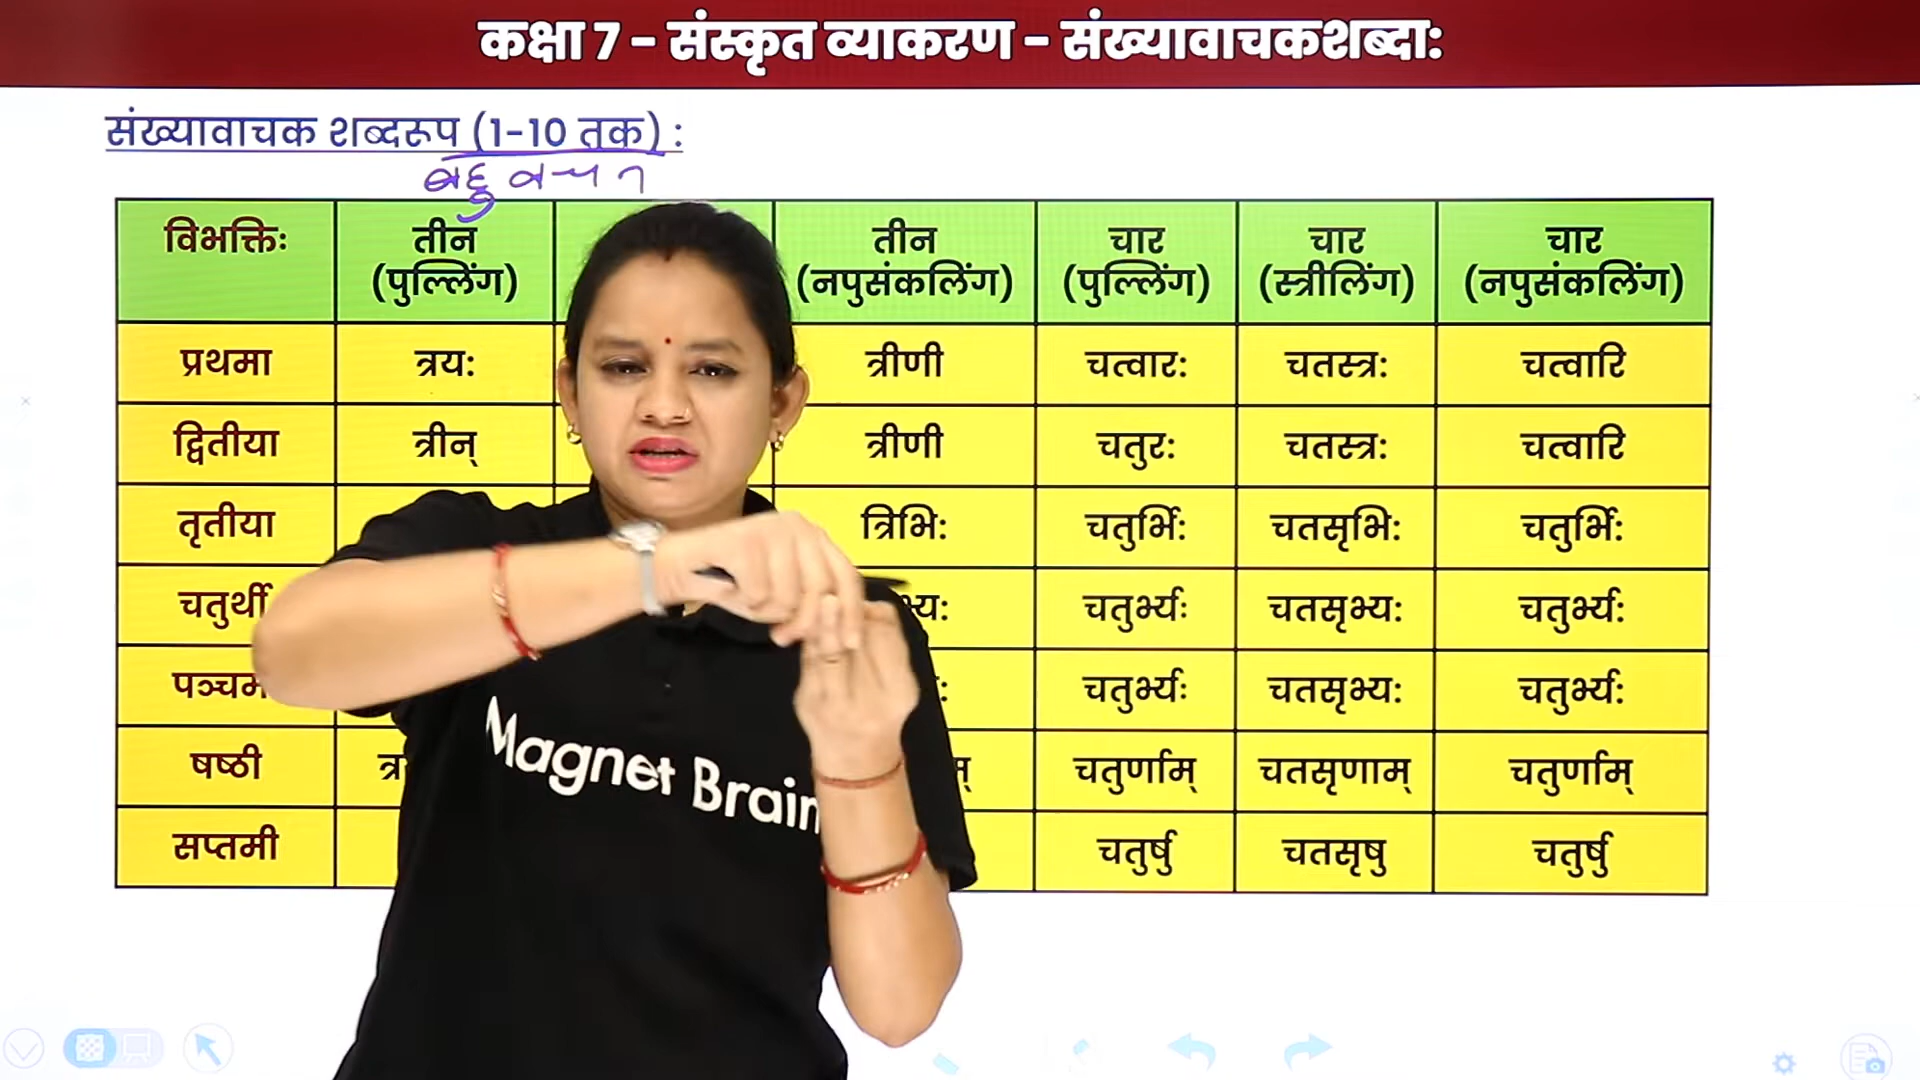 कक्षा 7 - संस्कृत व्याकरण - संख्यावाचकशब्दाः
संख्यावाचक शब्दरूप (1-10 तक) :
बहुवचन
विभक्तिः तीन (पुल्लिंग) तीन (नपुसंकलिंग) चार (पुल्लिंग) चार (स्त्रीलिंग) चार (नपुसंकलिंग)
प्रथमा त्रयः त्रीणी चत्वारः चतस्त्रः चत्वारि
द्वितीया त्रीन् त्रीणी चतुरः चतस्त्रः चत्वारि
तृतीया त्रिभिः चतुर्भिः चतसृभिः चतुर्भिः
चतुर्थी चतुर्भ्यः चतसृभ्यः चतुर्भ्यः
चतुर्भ्यः चतसृभ्यः चतुर्भ्यः
षष्ठी चतुर्णाम् चतसृणाम् चतुर्णाम्
सप्तमी चतुर्षु चतसृषु चतुर्षु
Magnet Brain